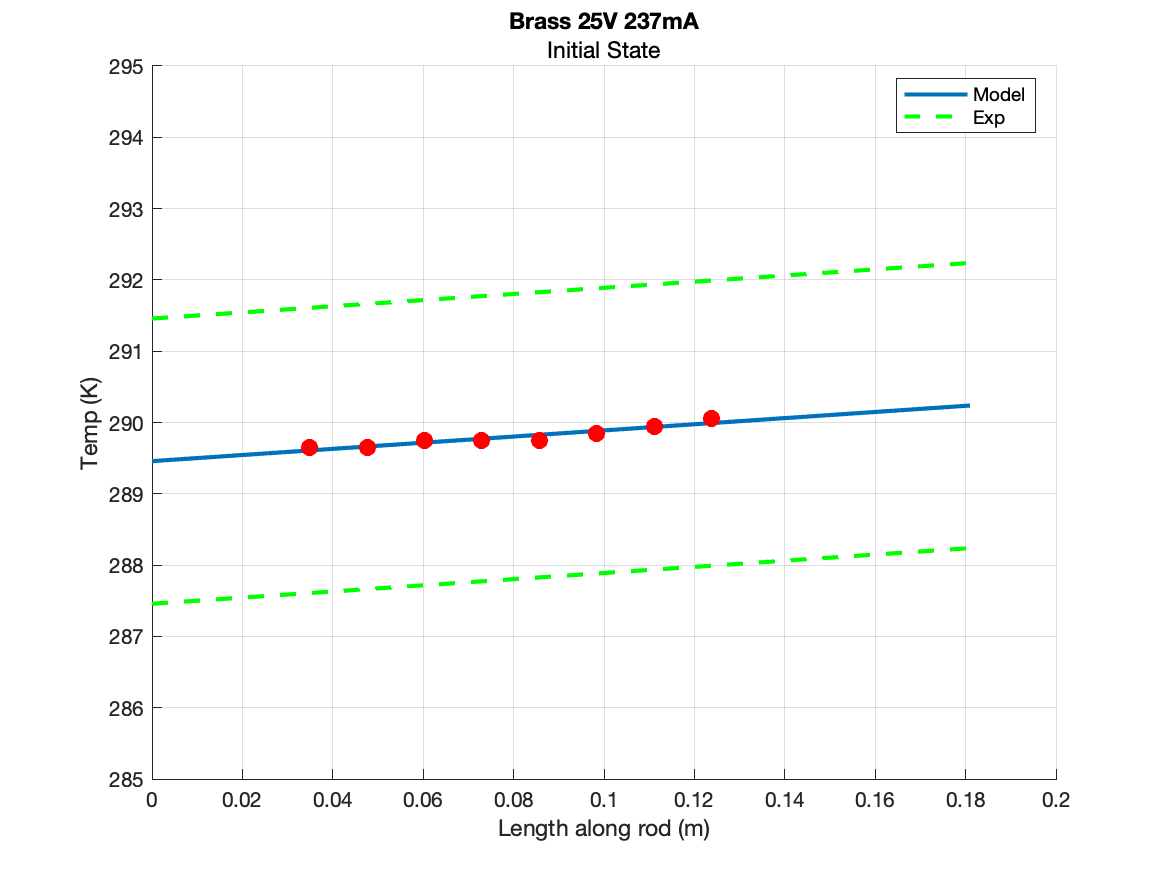 Brass 25V 237mA
Initial State
Model
Exp
Temp (K)
295
294
293
292
291
290
289
288
287
286
285
0 0.02 0.04 0.06 0.08 0.1 0.12 0.14 0.16 0.18 0.2
Length along rod (m)